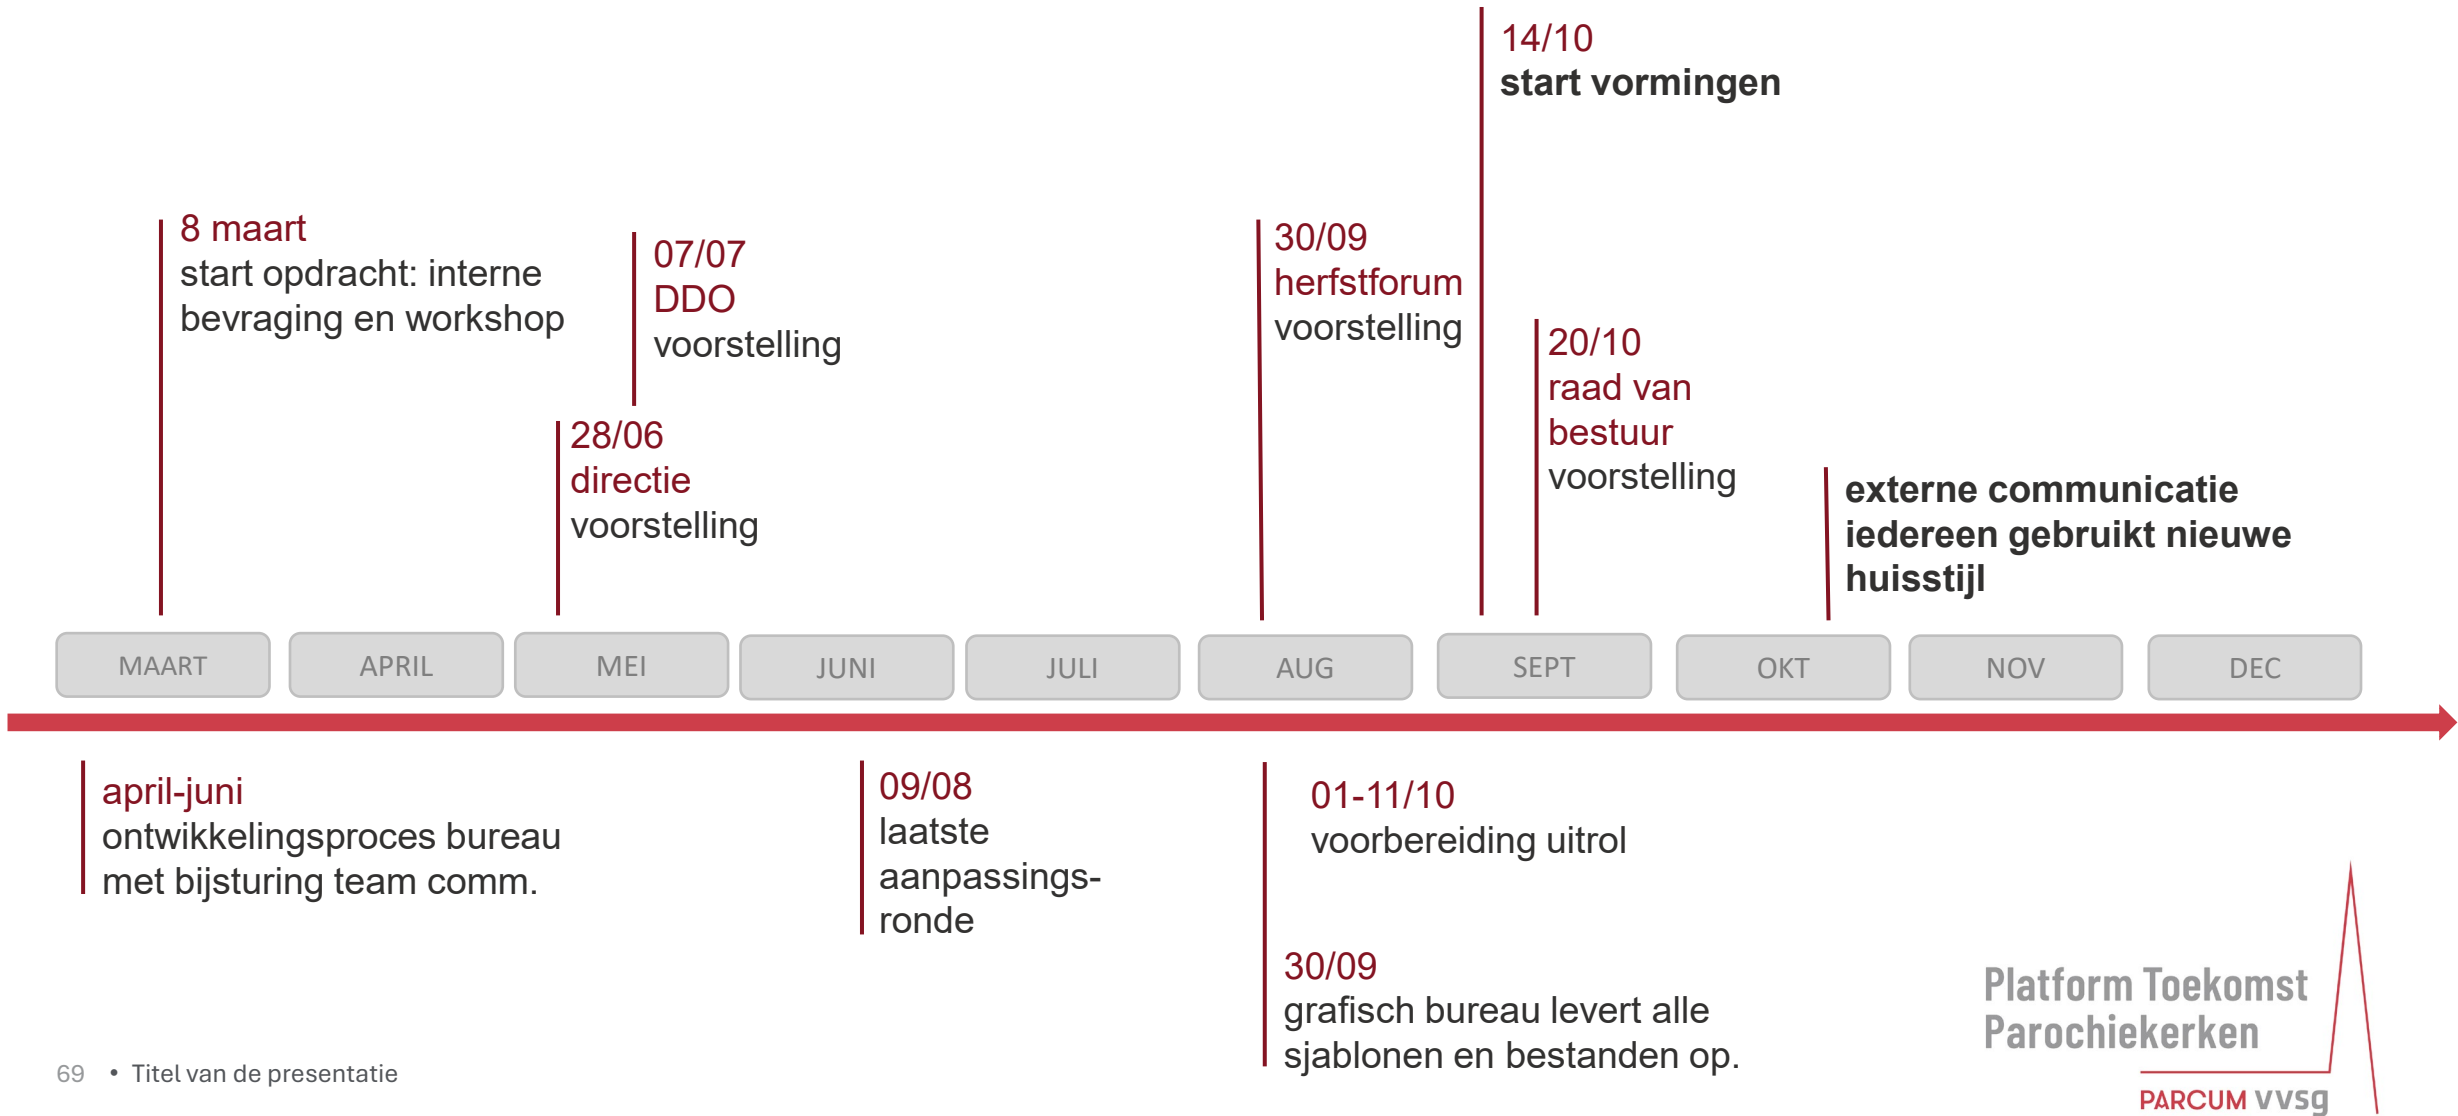 14/10
start vormingen
8 maart
start opdracht: interne
bevraging en workshop
07/07
DDO
voorstelling
30/09
herfstforum
voorstelling
20/10
raad van
bestuur
voorstelling
28/06
directie
voorstelling
externe communicatie
iedereen gebruikt nieuwe
huisstijl
MAART APRIL MEI JUNI JULI AUG SEPT OKT NOV DEC
april-juni
ontwikkelingsproces bureau
met bijsturing team comm.
09/08
laatste
aanpassings-
ronde
01-11/10
voorbereiding uitrol
30/09
grafisch bureau levert alle
sjablonen en bestanden op.
Platform Toekomst
Parochiekerken
PARCUM vvsg
69 • Titel van de presentatie